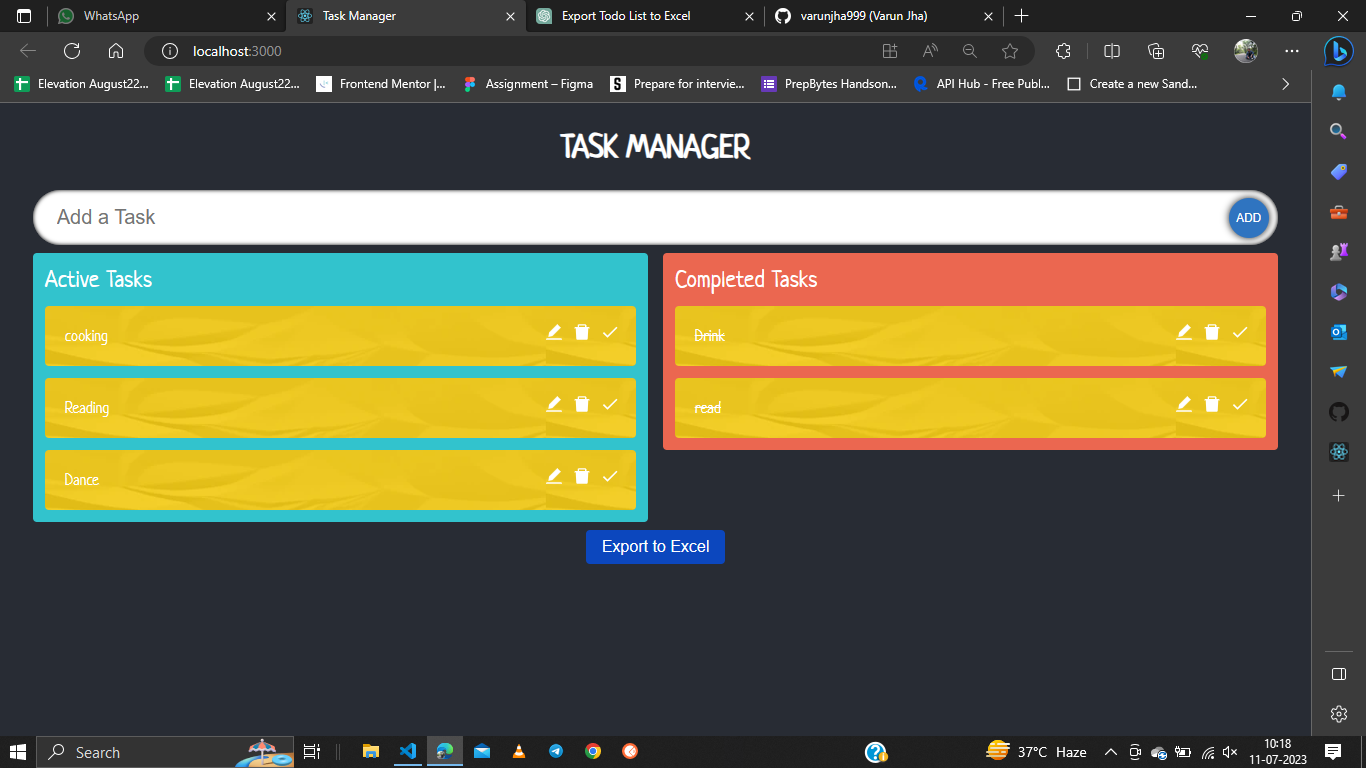 WhatsApp
Task Manager
Export Todo List to Excel
varunjha999 (Varun Jha)
localhost:3000
Elevation August22...
Elevation August22...
Frontend Mentor |...
Assignment – Figma
Prepare for intervie...
PrepBytes Handson...
API Hub - Free Publ...
Create a new Sand...
TASK MANAGER
Add a Task
ADD
Active Tasks
cooking
Reading
Dance
Completed Tasks
Drink
read
Export to Excel
Search
37°C Haze
10:18
11-07-2023